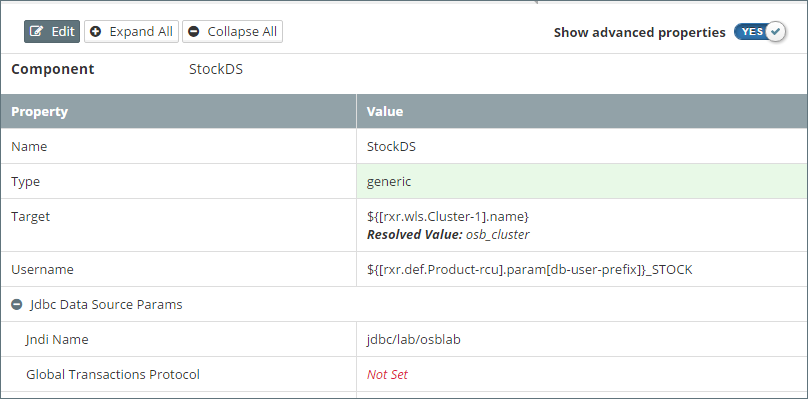 Edit Expand All Collapse All Show advanced properties YES
Component StockDS
Property Value
Name StockDS
Type generic
Target ${[rxr.wls.Cluster-1].name}
Resolved Value: osb_cluster
Username ${[rxr.def.Product-rcu].param[db-user-prefix]}_STOCK
Jdbc Data Source Params
Jndi Name jdbc/lab/osblab
Global Transactions Protocol Not Set